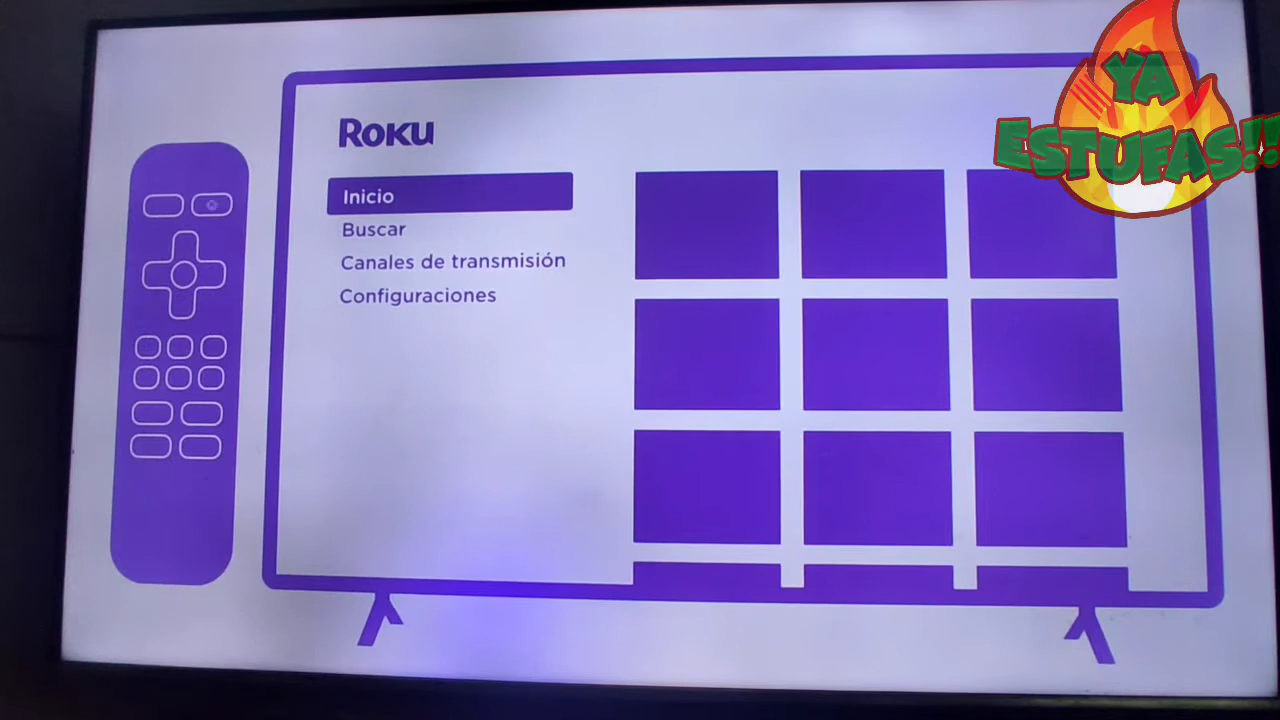 YA
ESTUFAS!!
Roku
Inicio
Buscar
Canales de transmisión
Configuraciones